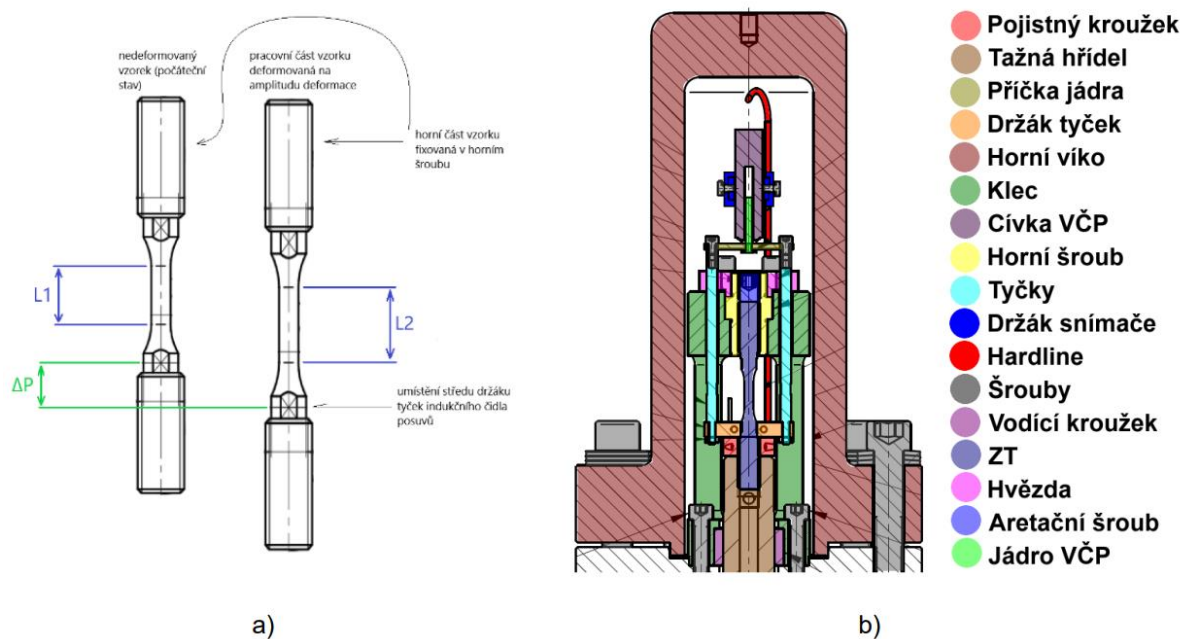 nedeformovaný
vzorek (počáteční
stav)
pracovní část vzorku
deformovaná na
amplitudu deformace
horní část vzorku
fixovaná v horním
šroubu
L1
L2
ΔP
umístění středu držáku
tyček indukčního čidla
posuvů
a)
Pojistný kroužek
Tažná hřídel
Příčka jádra
Držák tyček
Horní víko
Klec
Cívka VČP
Horní šroub
Tyčky
Držák snímače
Hardline
Šrouby
Vodící kroužek
ZT
Hvězda
Aretační šroub
Jádro VČP
b)